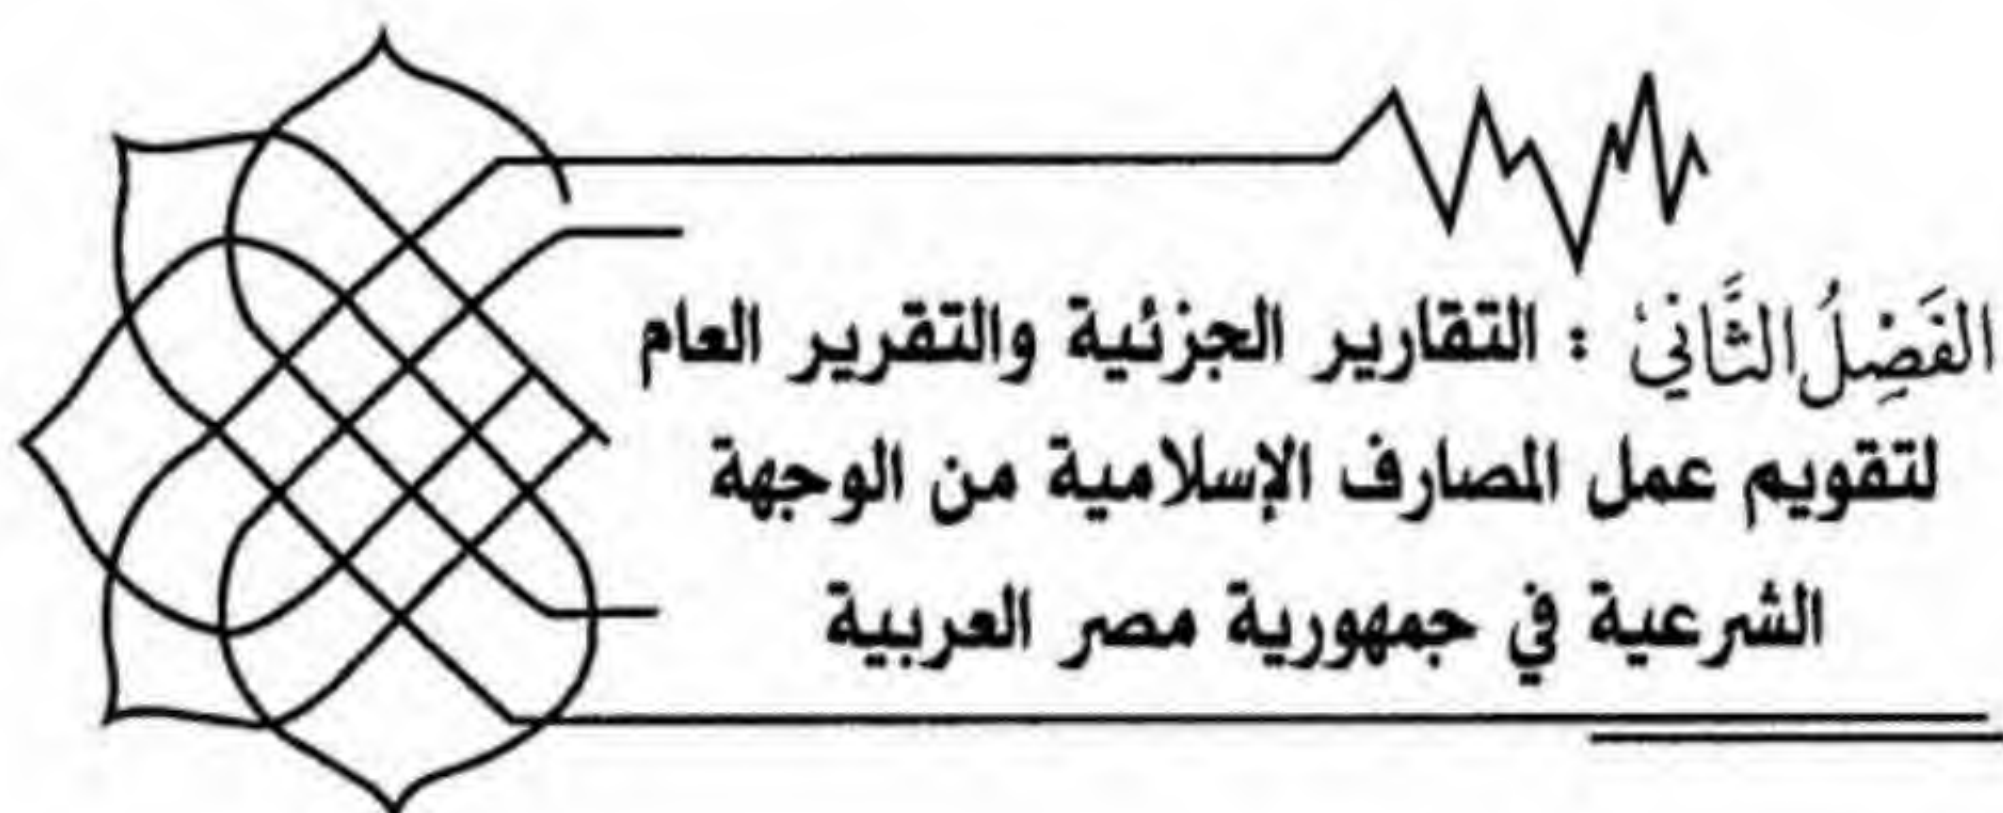 الفَصْلُ الثَّانِي : التقارير الجزئية والتقرير العام
لتقويم عمل المصارف الإسلامية من الوجهة
الشرعية في جمهورية مصر العربية